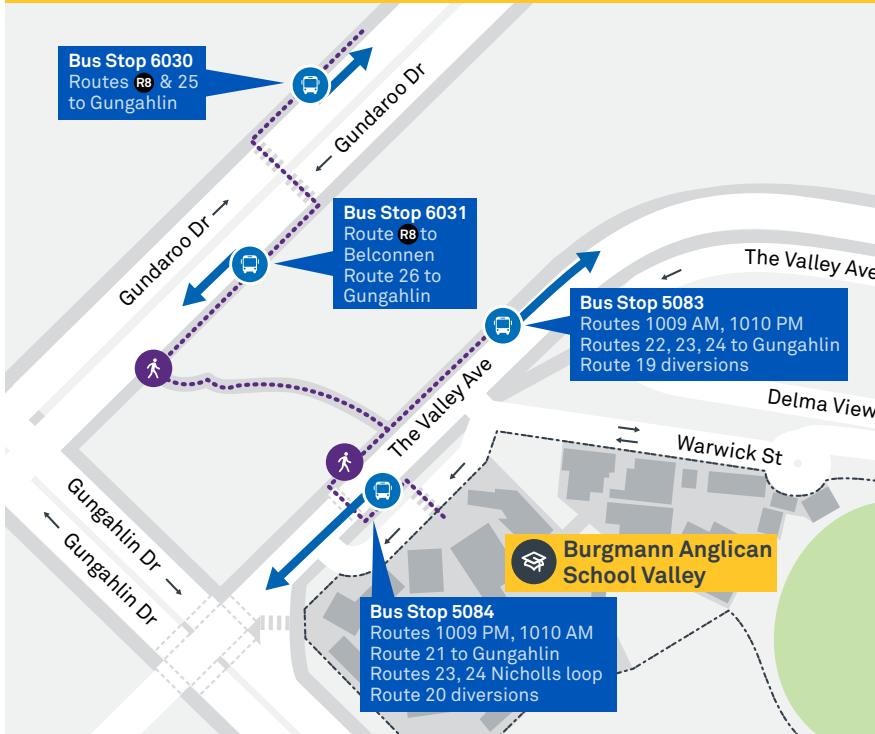 Bus Stop 6030
Routes R8 & 25
to Gungahlin
Gundaroo Dr
Gundaroo Dr
Bus Stop 6031
Route R8 to
Belconnen
Route 26 to
Gungahlin
The Valley Ave
Bus Stop 5083
Routes 1009 AM, 1010 PM
Routes 22, 23, 24 to Gungahlin
Route 19 diversions
The Valley Ave
Delma View
Warwick St
Gungahlin Dr
Gungahlin Dr
Burgmann Anglican
School Valley
Bus Stop 5084
Routes 1009 PM, 1010 AM
Route 21 to Gungahlin
Routes 23, 24 Nicholls loop
Route 20 diversions